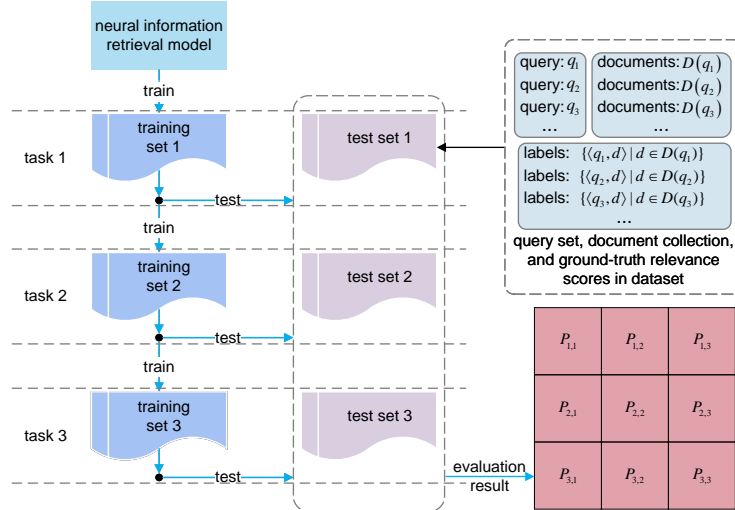 neural information
retrieval model
train
task 1
training
set 1
test set 1
test
train
task 2
training
set 2
test set 2
test
train
task 3
training
set 3
test set 3
test
evaluation
result
query: q₁
query: q₂
query: q₃
...
documents: D(q₁)
documents: D(q₂)
documents: D(q₃)
...
labels: {⟨q₁, d⟩ | d ∈ D(q₁)}
labels: {⟨q₂, d⟩ | d ∈ D(q₂)}
labels: {⟨q₃, d⟩ | d ∈ D(q₃)}
...
query set, document collection,
and ground-truth relevance
scores in dataset
P₁,₁ P₁,₂ P₁,₃
P₂,₁ P₂,₂ P₂,₃
P₃,₁ P₃,₂ P₃,₃